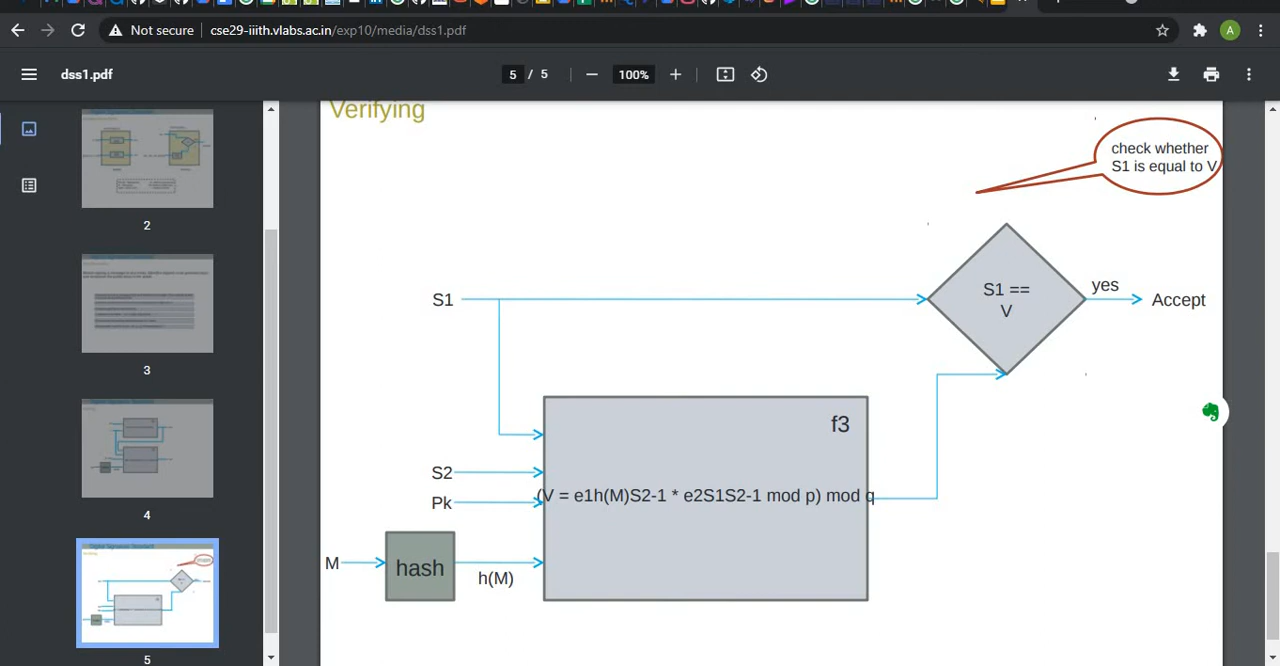 Not secure
cse29-iiith.vlabs.ac.in/exp10/media/dss1.pdf
A
dss1.pdf
5 / 5
100%
2
3
4
5
Verifying
check whether
S1 is equal to V
S1
S1 ==
V
yes
Accept
f3
S2
(V = e1h(M)S2-1 * e2S1S2-1 mod p) mod q
Pk
M
hash
h(M)